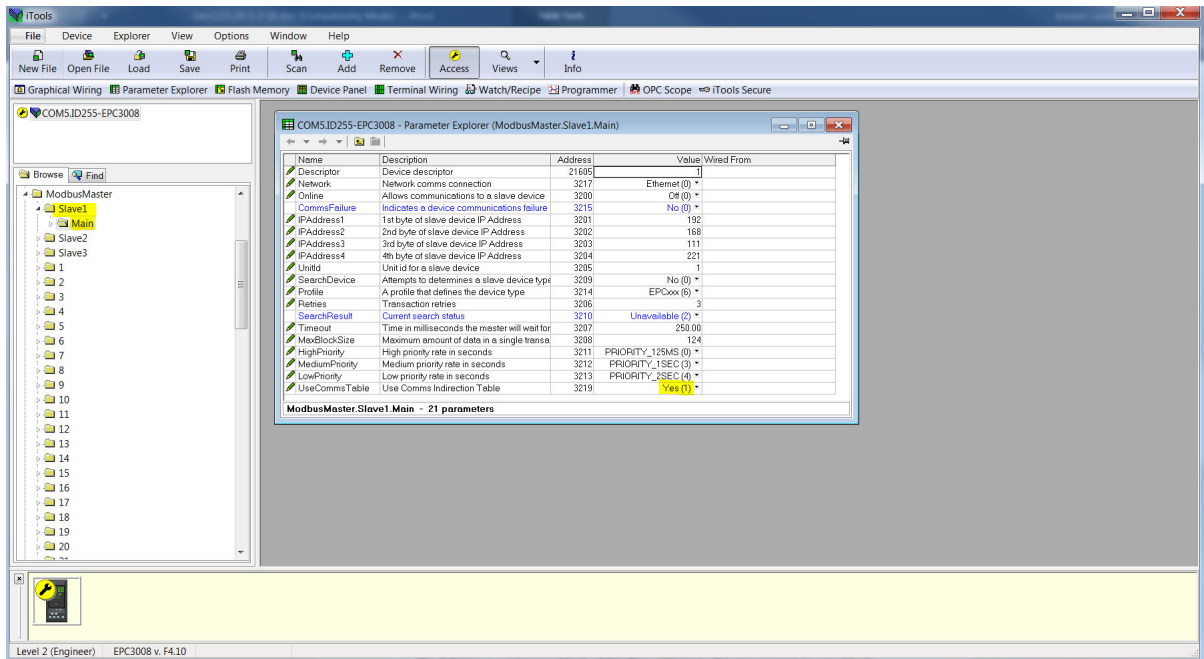 iTools
File Device Explorer View Options Window Help
New File Open File Load Save Print Scan Add Remove Access Views Info
Graphical Wiring Parameter Explorer Flash Memory Device Panel Terminal Wiring Watch/Recipe Programmer OPC Scope iTools Secure
COM5.ID255-EPC3008
Browse Find
ModbusMaster
Slave1
Main
Slave2
Slave3
1
2
3
4
5
6
7
8
9
10
11
12
13
14
15
16
17
18
19
20
COM5.ID255-EPC3008 - Parameter Explorer (ModbusMaster.Slave1.Main)
Name Description Address Value Wired From
Descriptor Device descriptor 21605 1
Network Network comms connection 3217 Ethernet (0)
Online Allows communications to a slave device 3200 Off (0)
CommsFailure Indicates a device communications failure 3215 No (0)
IPAddress1 1st byte of slave device IP Address 3201 192
IPAddress2 2nd byte of slave device IP Address 3202 168
IPAddress3 3rd byte of slave device IP Address 3203 111
IPAddress4 4th byte of slave device IP Address 3204 221
UnitId Unit id for a slave device 3205 1
SearchDevice Attempts to determines a slave device type 3209 No (0)
Profile A profile that defines the device type 3214 EPCxxx (6)
Retries Transaction retries 3206 3
SearchResult Current search status 3210 Unavailable (2)
Timeout Time in milliseconds the master will wait for 3207 250.00
MaxBlockSize Maximum amount of data in a single transa 3208 124
HighPriority High priority rate in seconds 3211 PRIORITY_125MS (0)
MediumPriority Medium priority rate in seconds 3212 PRIORITY_1SEC (3)
LowPriority Low priority rate in seconds 3213 PRIORITY_2SEC (4)
UseCommsTable Use Comms Indirection Table 3219 Yes (1)
ModbusMaster.Slave1.Main - 21 parameters
Level 2 (Engineer) EPC3008 v. F4.10